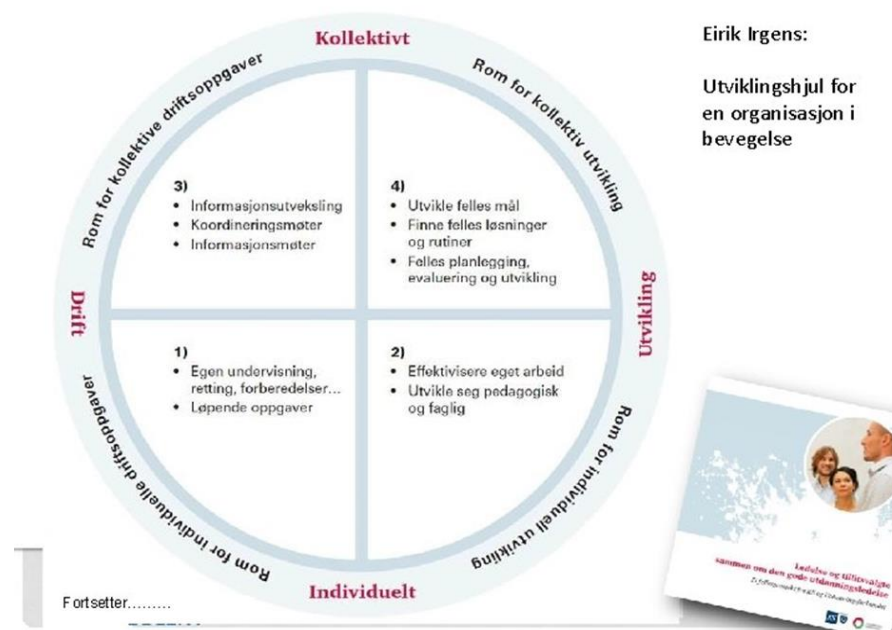 Eirik Irgens:
Utviklingshjul for
en organisasjon i
bevegelse
Kollektivt
Rom for kollektive driftsoppgaver
Rom for kollektiv utvikling
3)
• Informasjonsutveksling
• Koordineringsmøter
• Informasjonsmøter
4)
• Utvikle felles mål
• Finne felles løsninger
og rutiner
• Felles planlegging,
evaluering og utvikling
Drift
Utvikling
1)
• Egen undervisning,
retting, forberedelser...
• Løpende oppgaver
2)
• Effektivisere eget arbeid
• Utvikle seg pedagogisk
og faglig
Rom for individuelle driftsoppgaver
Rom for individuell utvikling
Individuelt
Fortsetter.........
Ledelse og tillitsvalgte
sammen om den gode utdanningsledelse